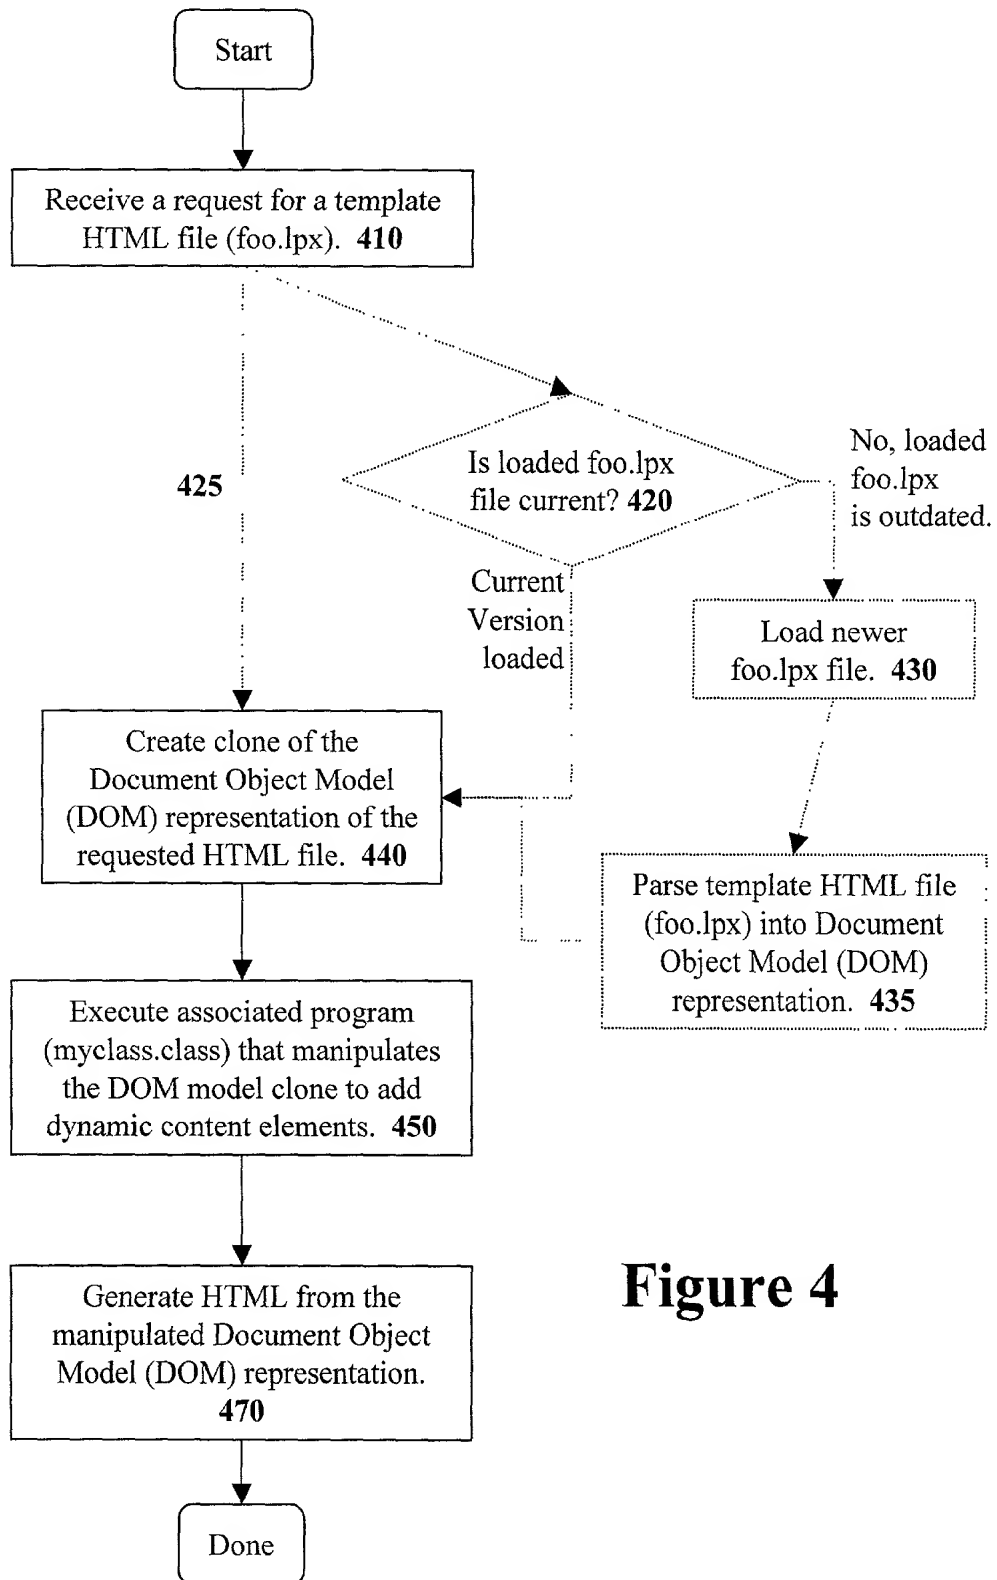 Start
Receive a request for a template
HTML file (foo.lpx). 410
425
Is loaded foo.lpx
file current? 420
No, loaded
foo.lpx
is outdated.
Current
Version
loaded
Load newer
foo.lpx file. 430
Create clone of the
Document Object Model
(DOM) representation of the
requested HTML file. 440
Parse template HTML file
(foo.lpx) into Document
Object Model (DOM)
representation. 435
Execute associated program
(myclass.class) that manipulates
the DOM model clone to add
dynamic content elements. 450
Generate HTML from the
manipulated Document Object
Model (DOM) representation.
470
Figure 4
Done